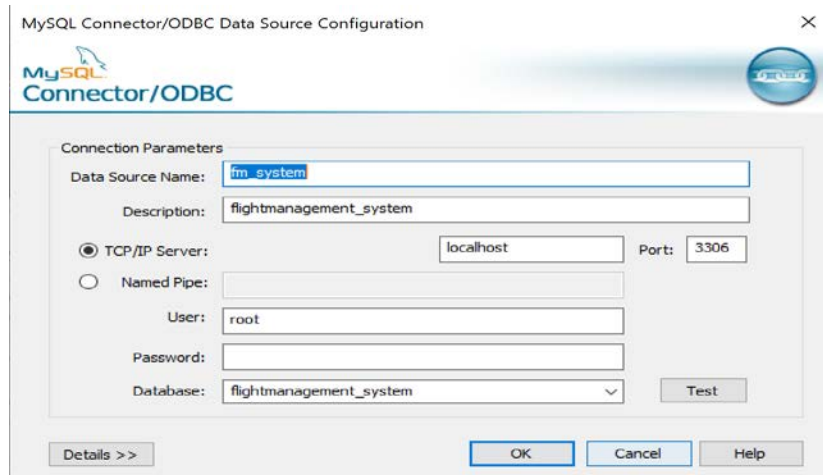 MySQL Connector/ODBC Data Source Configuration
MySQL
Connector/ODBC
Connection Parameters
Data Source Name: fm_system
Description: flightmanagement_system
TCP/IP Server: localhost Port: 3306
Named Pipe:
User: root
Password:
Database: flightmanagement_system Test
Details >> OK Cancel Help